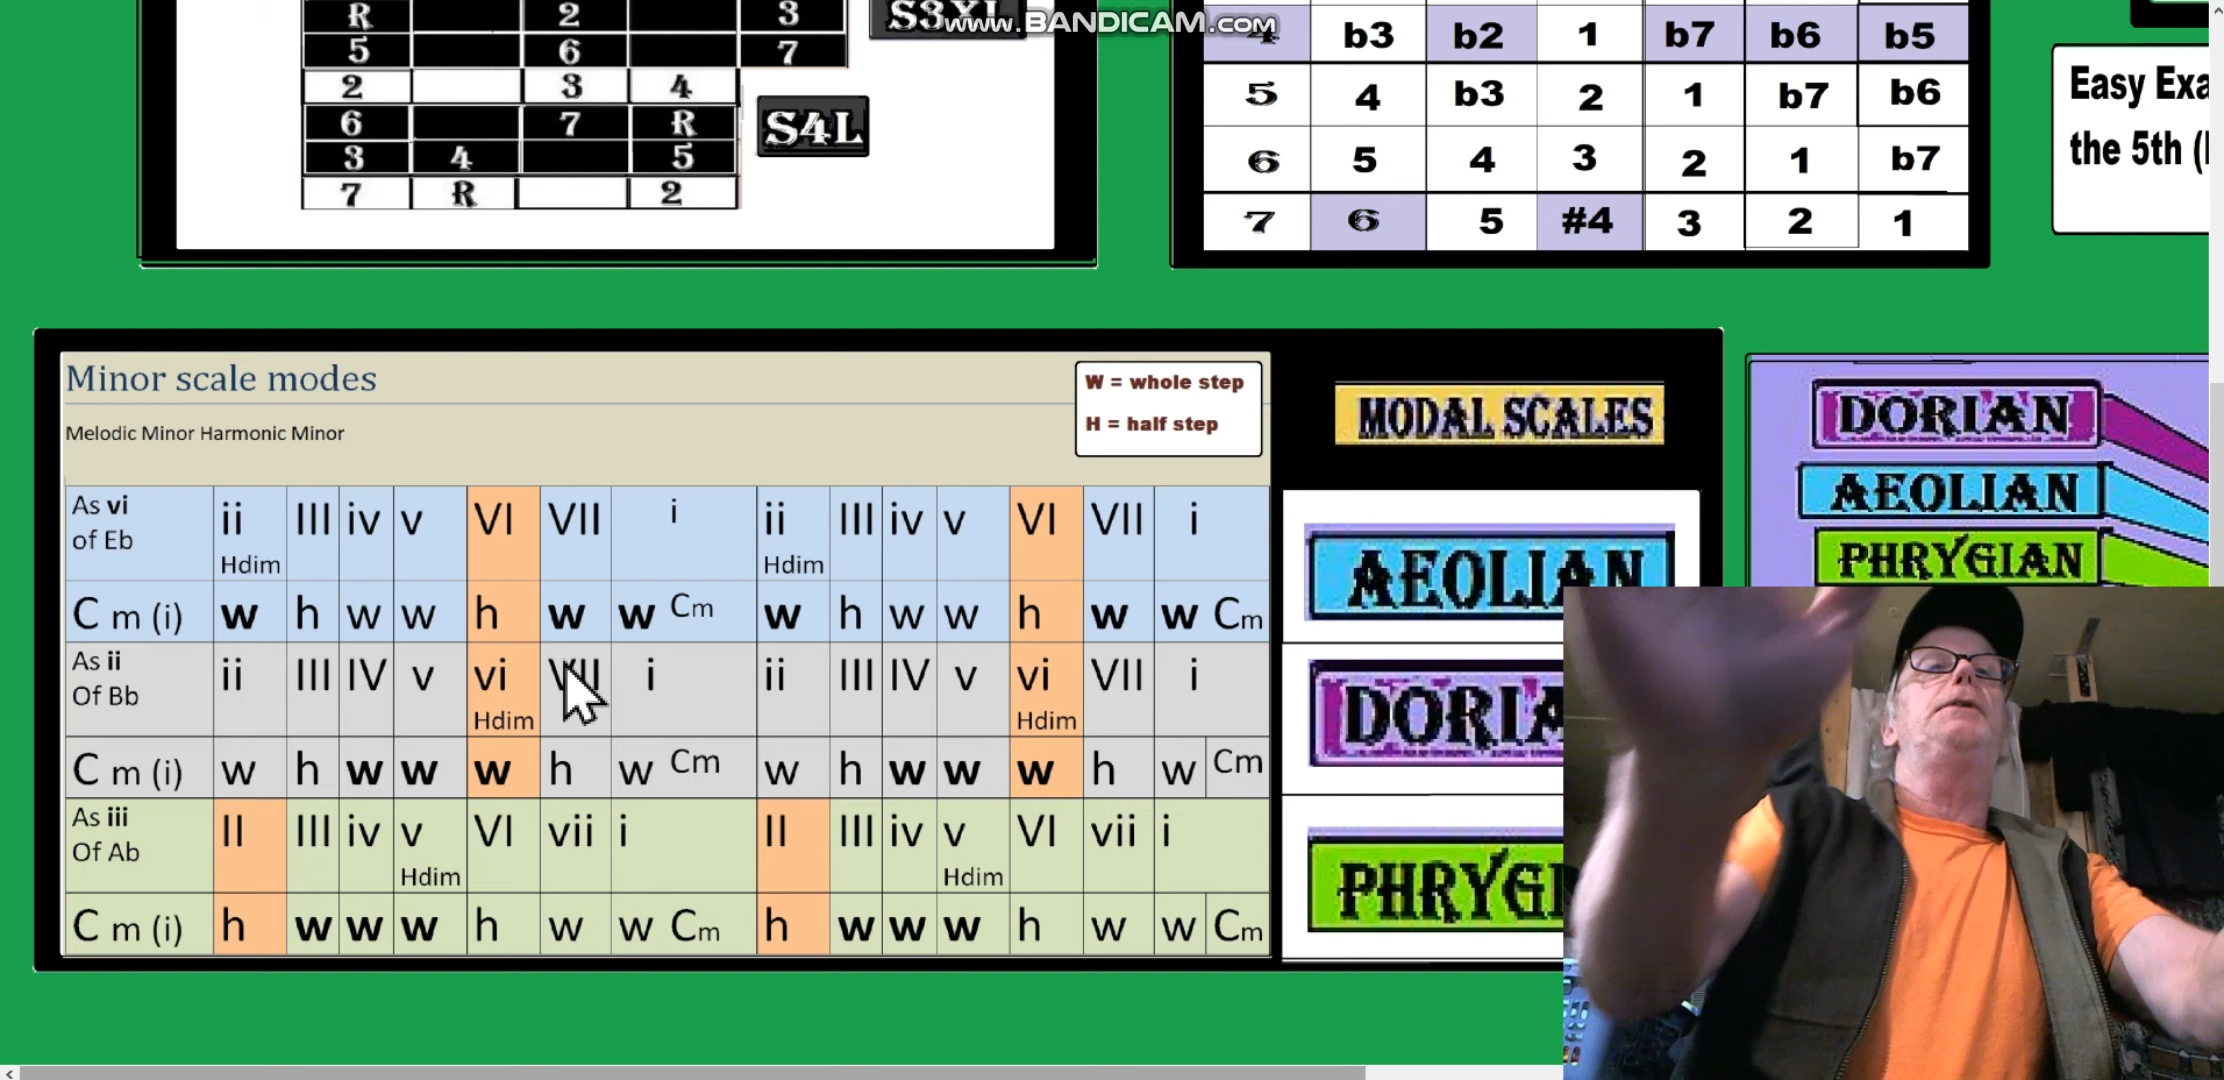 R 2 3
5 6 7
2 3 4
6 7 R
3 4 5
7 R 2
S4L
www.BANDICAM.com
4 b3 b2 1 b7 b6 b5
5 4 b3 2 1 b7 b6
6 5 4 3 2 1 b7
7 6 5 #4 3 2 1
Easy Exa
the 5th (
Minor scale modes
Melodic Minor Harmonic Minor
W = whole step
H = half step
As vi
of Eb
ii III iv v VI VII i ii III iv v VI VII i
Hdim Hdim
C m (i) w h w w h w w Cm w h w w h w w Cm
As ii
Of Bb
ii III IV v vi VII i ii III IV v vi VII i
Hdim Hdim
C m (i) w h w w w h w Cm w h w w w h w Cm
As iii
Of Ab
II III iv v VI vii i II III iv v VI vii i
Hdim Hdim
C m (i) h w w w h w w Cm h w w w h w w Cm
MODAL SCALES
AEOLIAN
DORIA
PHRYGI
DORIAN
AEOLIAN
PHRYGIAN